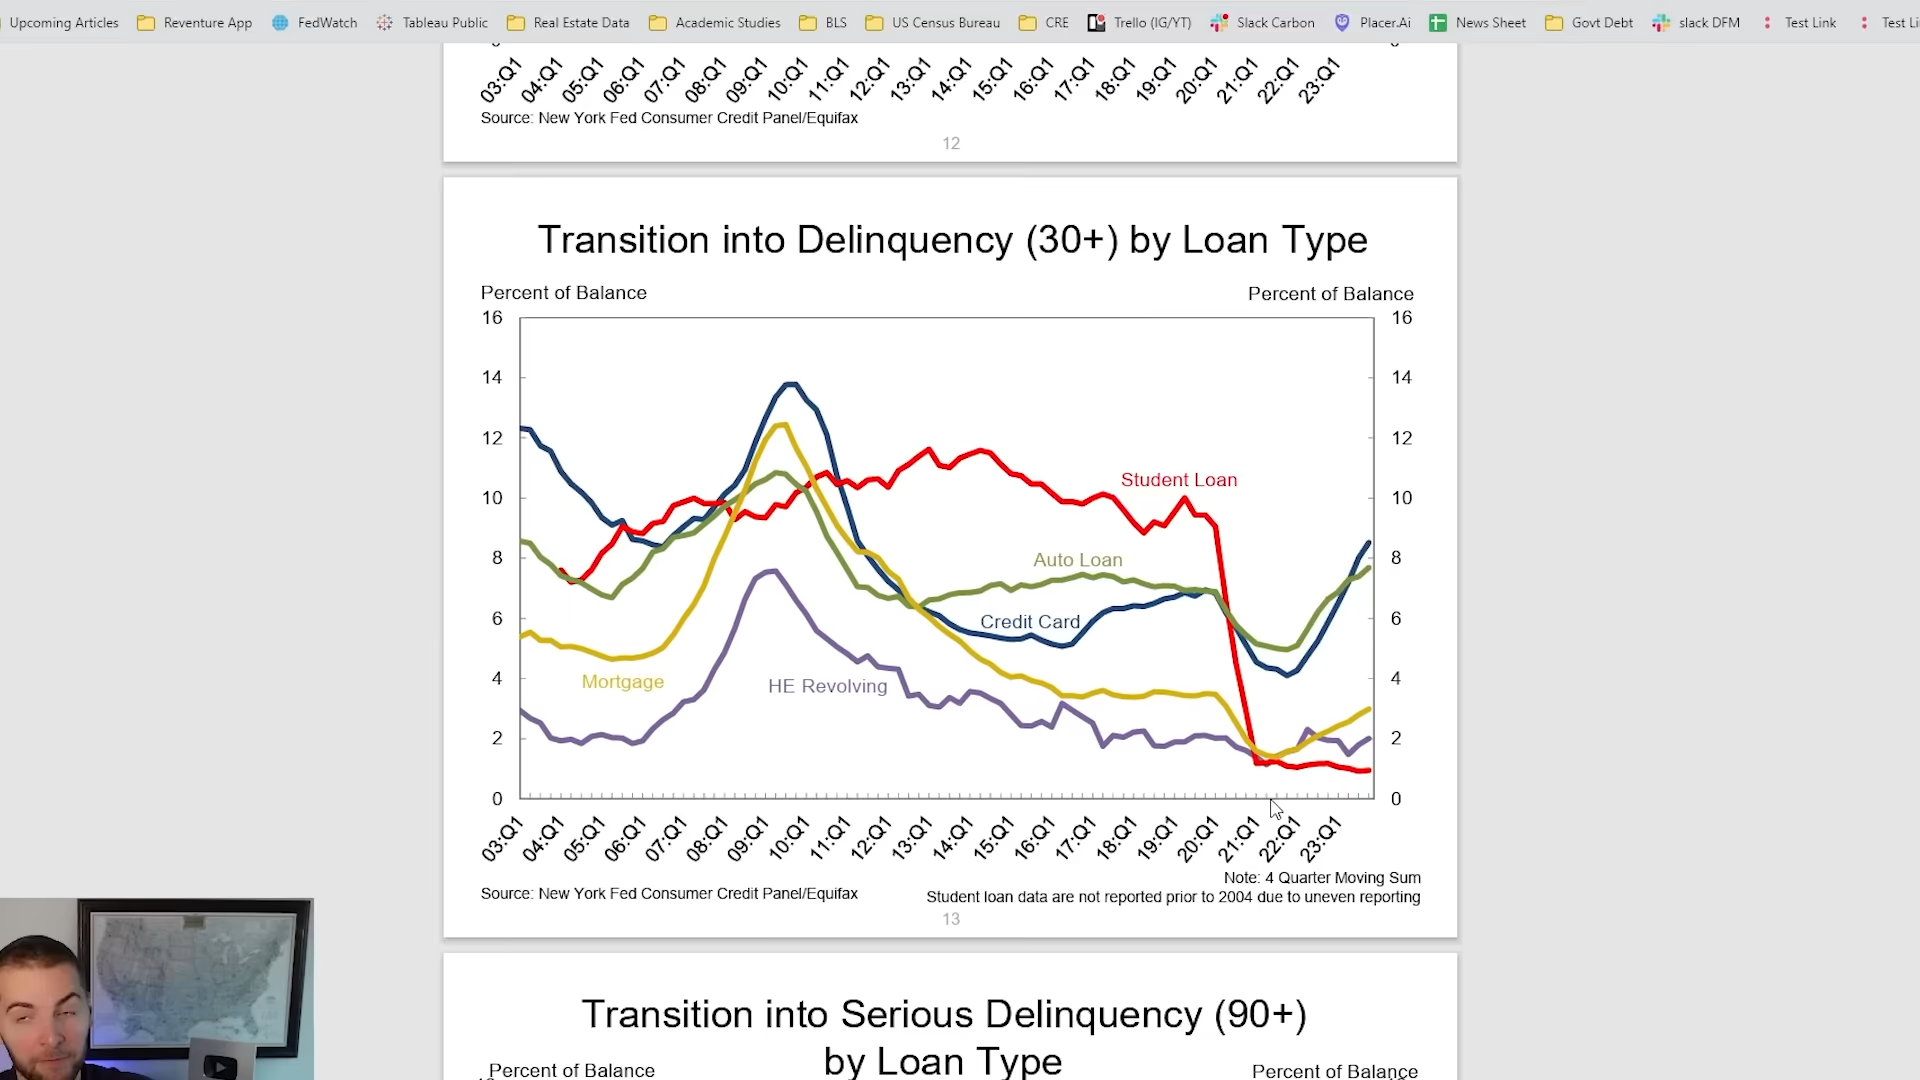 Upcoming Articles Reventure App FedWatch Tableau Public Real Estate Data Academic Studies BLS US Census Bureau CRE Trello (IG/YT) Slack Carbon Placer.Ai News Sheet Govt Debt slack DFM Test Link
03:Q1 04:Q1 05:Q1 06:Q1 07:Q1 08:Q1 09:Q1 10:Q1 11:Q1 12:Q1 13:Q1 14:Q1 15:Q1 16:Q1 17:Q1 18:Q1 19:Q1 20:Q1 21:Q1 22:Q1 23:Q1
Source: New York Fed Consumer Credit Panel/Equifax
12
Transition into Delinquency (30+) by Loan Type
Percent of Balance Percent of Balance
16 16
14 14
12 12
Student Loan
10 10
8 8
Auto Loan
6 6
Credit Card
4 4
Mortgage HE Revolving
2 2
0 0
03:Q1 04:Q1 05:Q1 06:Q1 07:Q1 08:Q1 09:Q1 10:Q1 11:Q1 12:Q1 13:Q1 14:Q1 15:Q1 16:Q1 17:Q1 18:Q1 19:Q1 20:Q1 21:Q1 22:Q1 23:Q1
Note: 4 Quarter Moving Sum
Source: New York Fed Consumer Credit Panel/Equifax Student loan data are not reported prior to 2004 due to uneven reporting
13
Transition into Serious Delinquency (90+)
by Loan Type
Percent of Balance Percent of Balance